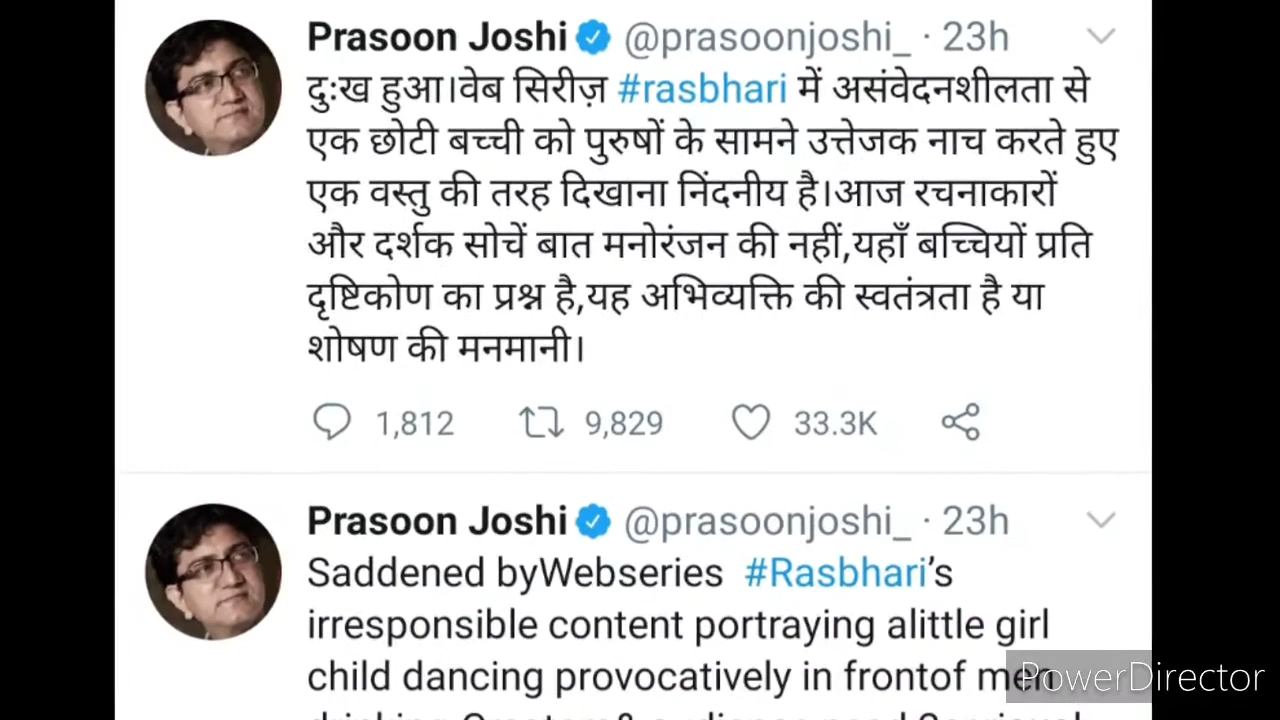 Prasoon Joshi @prasoonjoshi_ · 23h
दुःख हुआ।वेब सिरीज़ #rasbhari में असंवेदनशीलता से
एक छोटी बच्ची को पुरुषों के सामने उत्तेजक नाच करते हुए
एक वस्तु की तरह दिखाना निंदनीय है।आज रचनाकारों
और दर्शक सोचें बात मनोरंजन की नहीं,यहाँ बच्चियों प्रति
दृष्टिकोण का प्रश्न है,यह अभिव्यक्ति की स्वतंत्रता है या
शोषण की मनमानी।
1,812 9,829 33.3K
Prasoon Joshi @prasoonjoshi_ · 23h
Saddened byWebseries #Rasbhari’s
irresponsible content portraying alittle girl
child dancing provocatively in frontof men
PowerDirector